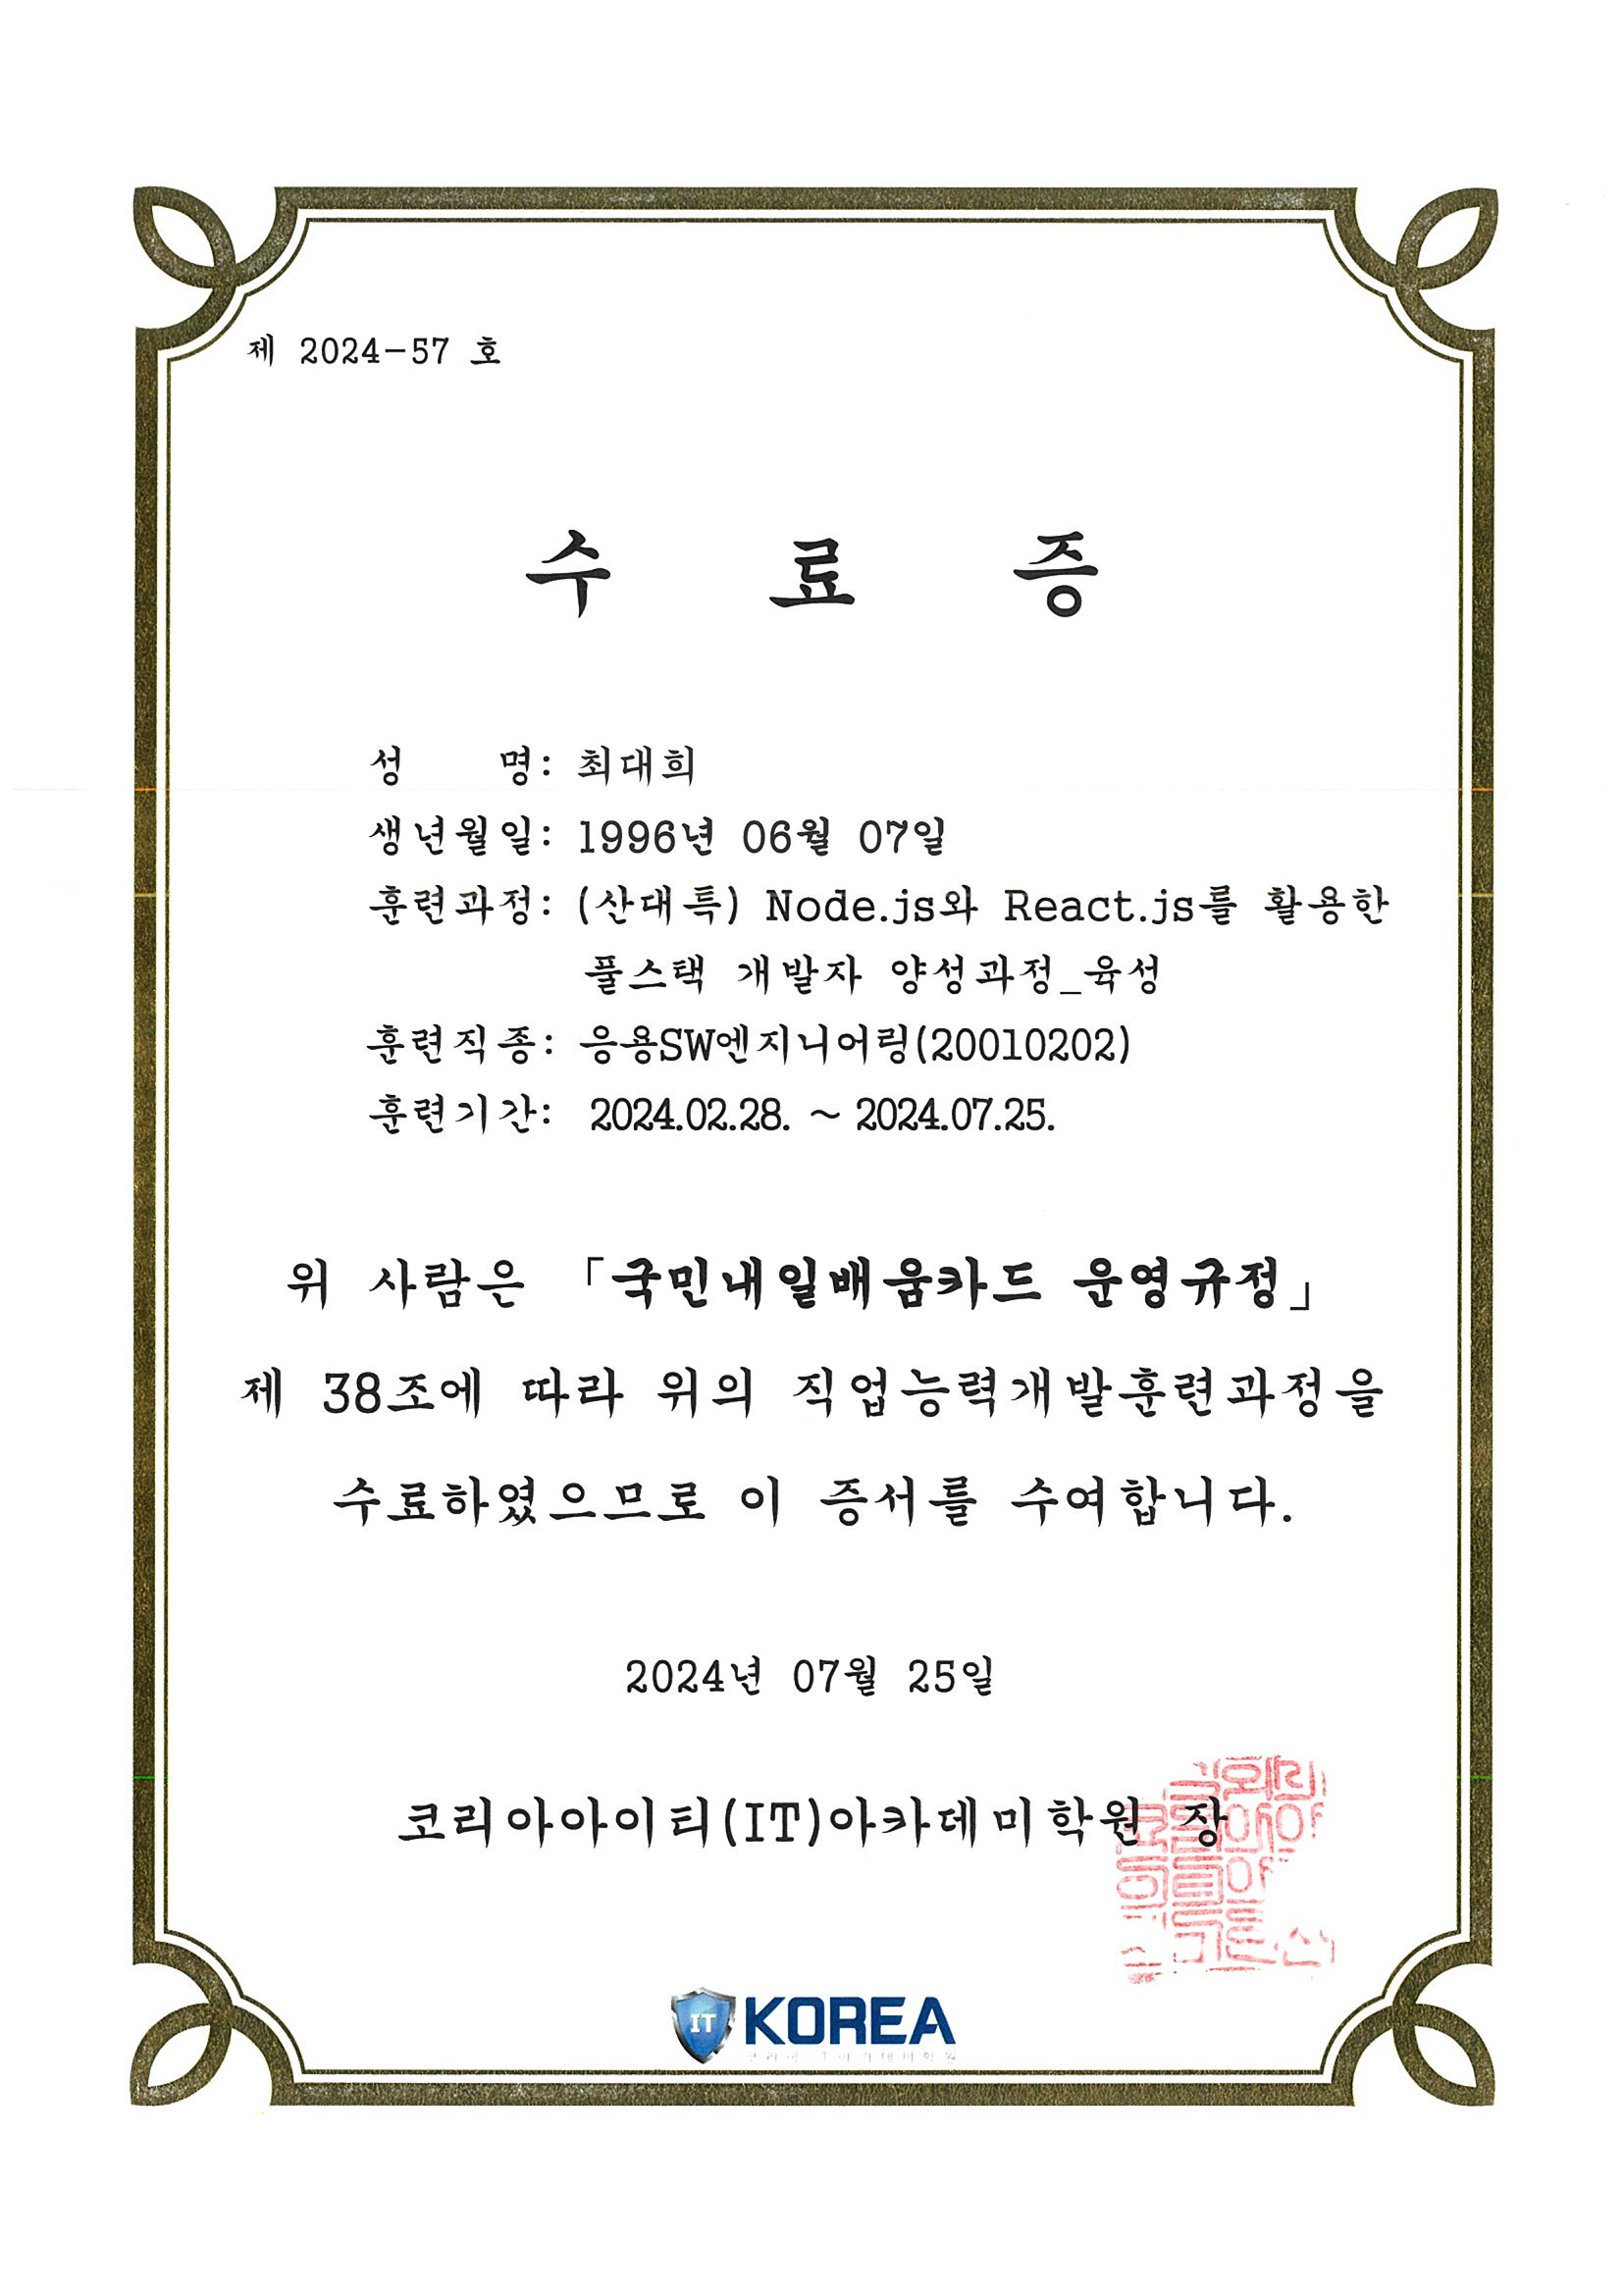 제 2024-57 호
수 료 증
성 명: 최대희
생년월일: 1996년 06월 07일
훈련과정: (산대특) Node.js와 React.js를 활용한
풀스택 개발자 양성과정_육성
훈련직종: 응용SW엔지니어링(20010202)
훈련기간: 2024.02.28. ~ 2024.07.25.
위 사람은 「국민내일배움카드 운영규정」
제 38조에 따라 위의 직업능력개발훈련과정을
수료하였으므로 이 증서를 수여합니다.
2024년 07월 25일
코리아아이티(IT)아카데미학원 장
IT KOREA